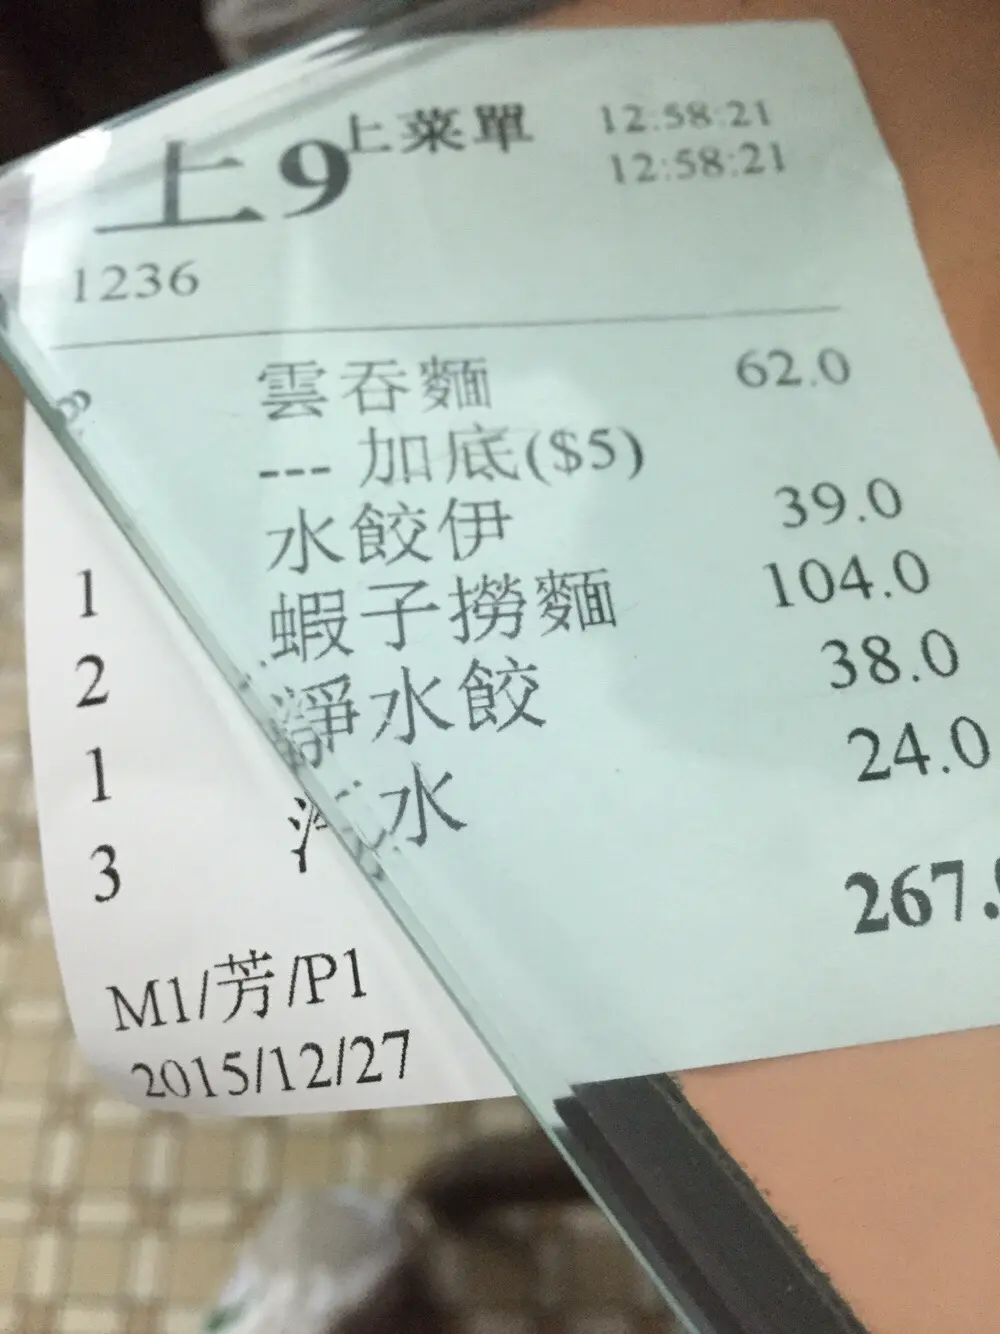 上9 上菜單 12:58:21
12:58:21
1236
雲吞麵 62.0
--- 加底($5)
1 水餃伊 39.0
2 蝦子撈麵 104.0
1 淨水餃 38.0
3 水 24.0
267.
M1/芳/P1
2015/12/27